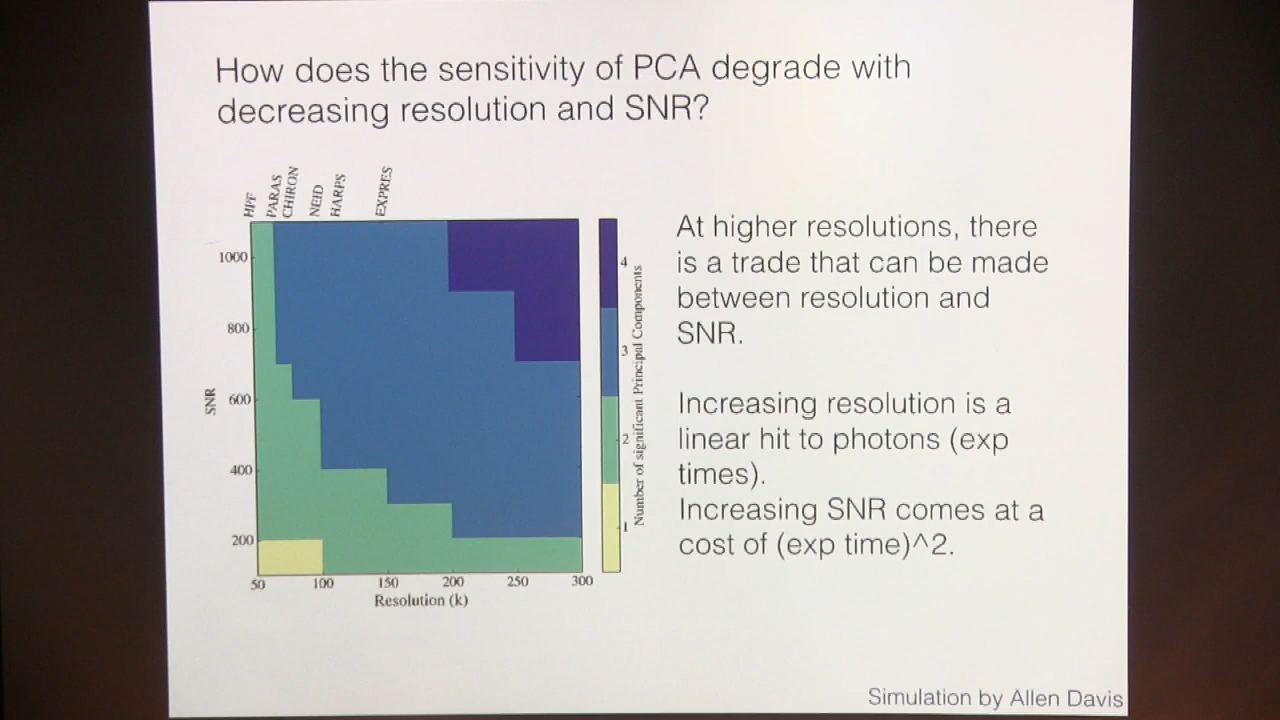 How does the sensitivity of PCA degrade with
decreasing resolution and SNR?
HPF
PARAS
CHIRON
NEID
HARPS
EXPRES
1000
800
600
400
200
SNR
50
100
150
200
250
300
Resolution (k)
4
3
2
1
Number of significant Principal Components
At higher resolutions, there
is a trade that can be made
between resolution and
SNR.
Increasing resolution is a
linear hit to photons (exp
times).
Increasing SNR comes at a
cost of (exp time)^2.
Simulation by Allen Davis